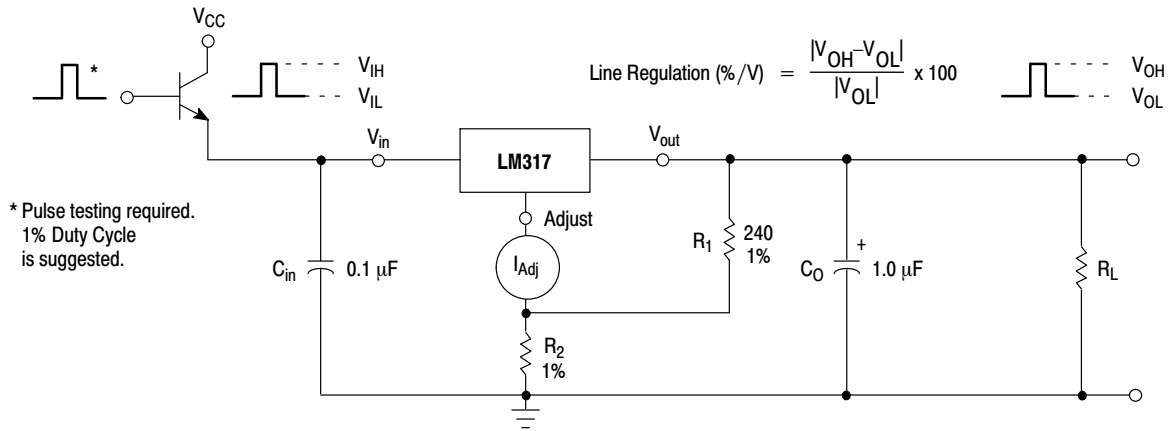 V_CC
*
V_IH
V_IL
Line Regulation (%/V) = |V_OH–V_OL| / |V_OL| x 100
V_OH
V_OL
V_in
LM317
V_out
* Pulse testing required.
1% Duty Cycle
is suggested.
Adjust
I_Adj
C_in
0.1 μF
R_1
240
1%
C_O
+
1.0 μF
R_L
R_2
1%